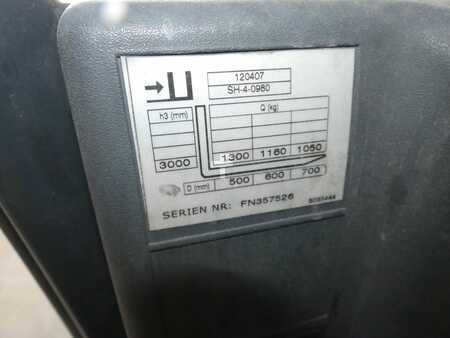 120407
SH-4-0980
h3 (mm) Q (kg)
3000 1300 1160 1050
D (mm) 500 600 700
SERIEN NR: FN357526